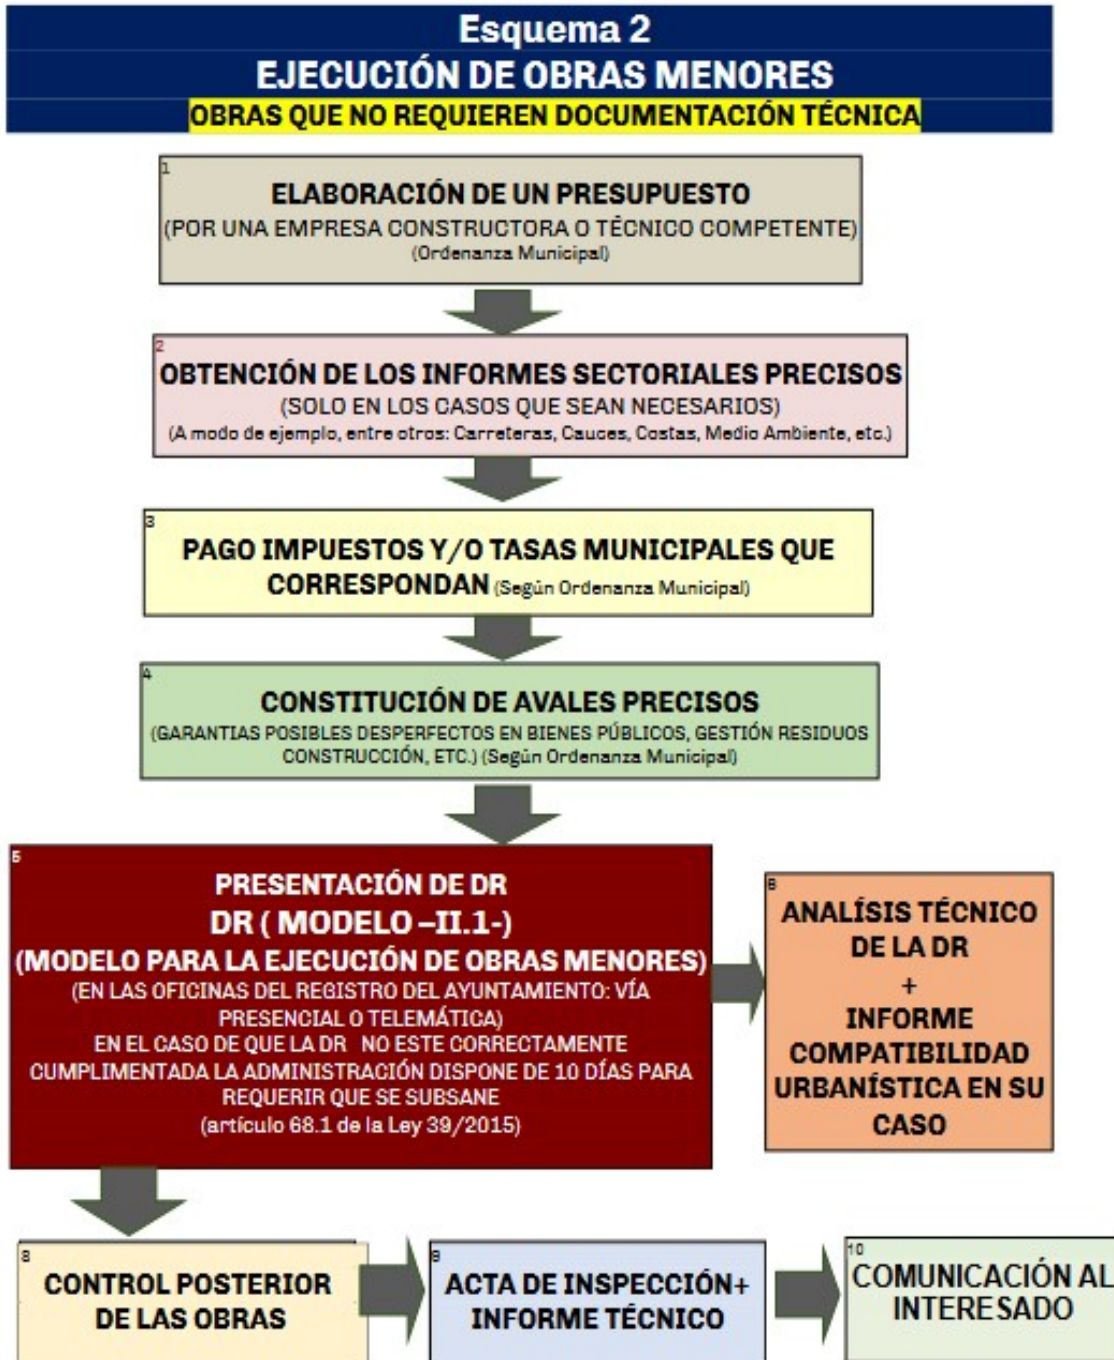 Esquema 2
EJECUCIÓN DE OBRAS MENORES
OBRAS QUE NO REQUIEREN DOCUMENTACIÓN TÉCNICA
1
ELABORACIÓN DE UN PRESUPUESTO
(POR UNA EMPRESA CONSTRUCTORA O TÉCNICO COMPETENTE)
(Ordenanza Municipal)
2
OBTENCIÓN DE LOS INFORMES SECTORIALES PRECISOS
(SOLO EN LOS CASOS QUE SEAN NECESARIOS)
(A modo de ejemplo, entre otros: Carreteras, Cauces, Costas, Medio Ambiente, etc.)
3
PAGO IMPUESTOS Y/O TASAS MUNICIPALES QUE
CORRESPONDAN (Según Ordenanza Municipal)
4
CONSTITUCIÓN DE AVALES PRECISOS
(GARANTIAS POSIBLES DESPERFECTOS EN BIENES PÚBLICOS, GESTIÓN RESIDUOS
CONSTRUCCIÓN, ETC.) (Según Ordenanza Municipal)
5
PRESENTACIÓN DE DR
DR ( MODELO –II.1-)
(MODELO PARA LA EJECUCIÓN DE OBRAS MENORES)
(EN LAS OFICINAS DEL REGISTRO DEL AYUNTAMIENTO: VÍA
PRESENCIAL O TELEMÁTICA)
EN EL CASO DE QUE LA DR NO ESTE CORRECTAMENTE
CUMPLIMENTADA LA ADMINISTRACIÓN DISPONE DE 10 DÍAS PARA
REQUERIR QUE SE SUBSANE
(artículo 68.1 de la Ley 39/2015)
6
ANALÍSIS TÉCNICO
DE LA DR
+
INFORME
COMPATIBILIDAD
URBANÍSTICA EN SU
CASO
8
CONTROL POSTERIOR
DE LAS OBRAS
9
ACTA DE INSPECCIÓN+
INFORME TÉCNICO
10
COMUNICACIÓN AL
INTERESADO